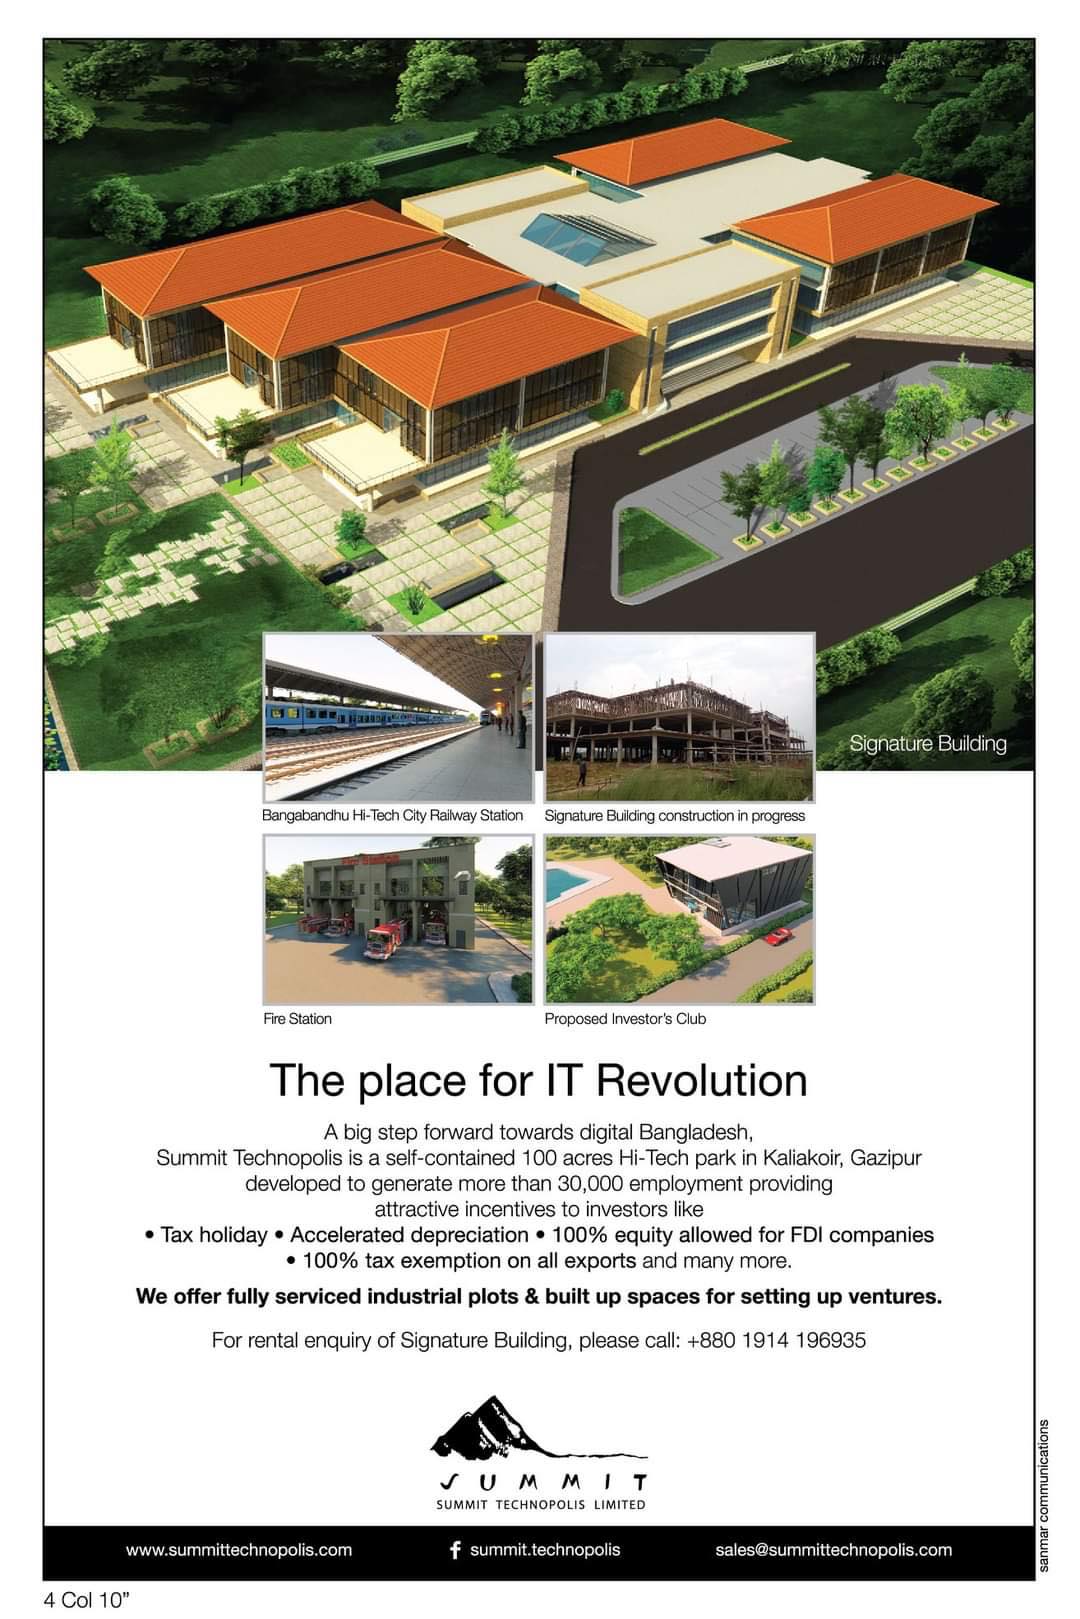 Signature Building
Bangabandhu Hi-Tech City Railway Station
Signature Building construction in progress
Fire Station
Fire Station
Proposed Investor's Club
The place for IT Revolution
A big step forward towards digital Bangladesh,
Summit Technopolis is a self-contained 100 acres Hi-Tech park in Kaliakoir, Gazipur
developed to generate more than 30,000 employment providing
attractive incentives to investors like
• Tax holiday • Accelerated depreciation • 100% equity allowed for FDI companies
• 100% tax exemption on all exports and many more.
We offer fully serviced industrial plots & built up spaces for setting up ventures.
For rental enquiry of Signature Building, please call: +880 1914 196935
SUMMIT
SUMMIT TECHNOPOLIS LIMITED
www.summittechnopolis.com
f summit.technopolis
sales@summittechnopolis.com
sanmar communications
4 Col 10”